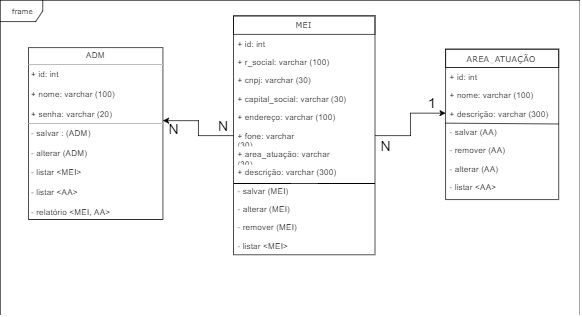 frame
ADM
+ id: int
+ nome: varchar (100)
+ senha: varchar (20)
- salvar : (ADM)
- alterar (ADM)
- listar <MEI>
- listar <AA>
- relatório <MEI, AA>
N
N
MEI
+ id: int
+ r_social: varchar (100)
+ cnpj: varchar (30)
+ capital_social: varchar (30)
+ endereço: varchar (100)
+ fone: varchar
(30)
+ area_atuação: varchar
(30)
+ descrição: varchar (300)
- salvar (MEI)
- alterar (MEI)
- remover (MEI)
- listar <MEI>
N
1
AREA_ATUAÇÃO
+ id: int
+ nome: varchar (100)
+ descrição: varchar (300)
- salvar (AA)
- remover (AA)
- alterar (AA)
- listar <AA>